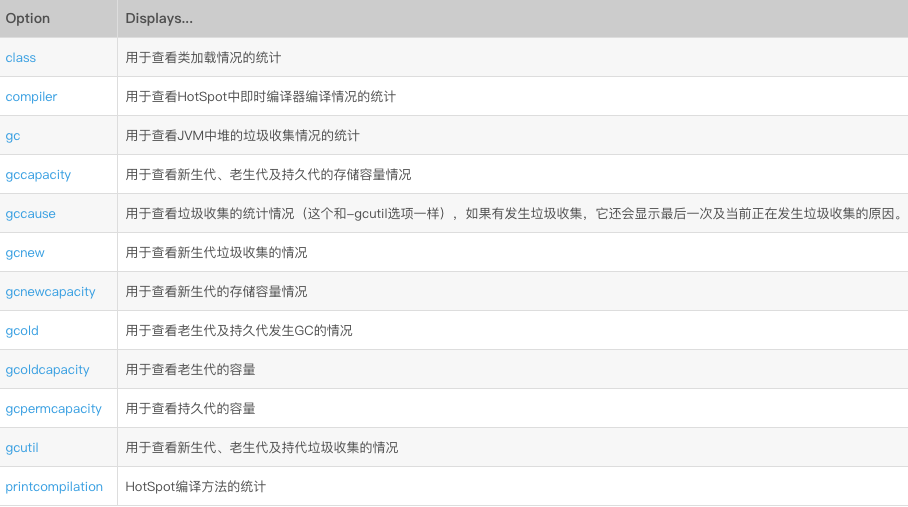 Option Displays...
class 用于查看类加载情况的统计
compiler 用于查看HotSpot中即时编译器编译情况的统计
gc 用于查看JVM中堆的垃圾收集情况的统计
gccapacity 用于查看新生代、老生代及持久代的存储容量情况
gccause 用于查看垃圾收集的统计情况（这个和-gcutil选项一样），如果有发生垃圾收集，它还会显示最后一次及当前正在发生垃圾收集的原因。
gcnew 用于查看新生代垃圾收集的情况
gcnewcapacity 用于查看新生代的存储容量情况
gcold 用于查看老生代及持久代发生GC的情况
gcoldcapacity 用于查看老生代的容量
gcpermcapacity 用于查看持久代的容量
gcutil 用于查看新生代、老生代及持代垃圾收集的情况
printcompilation HotSpot编译方法的统计